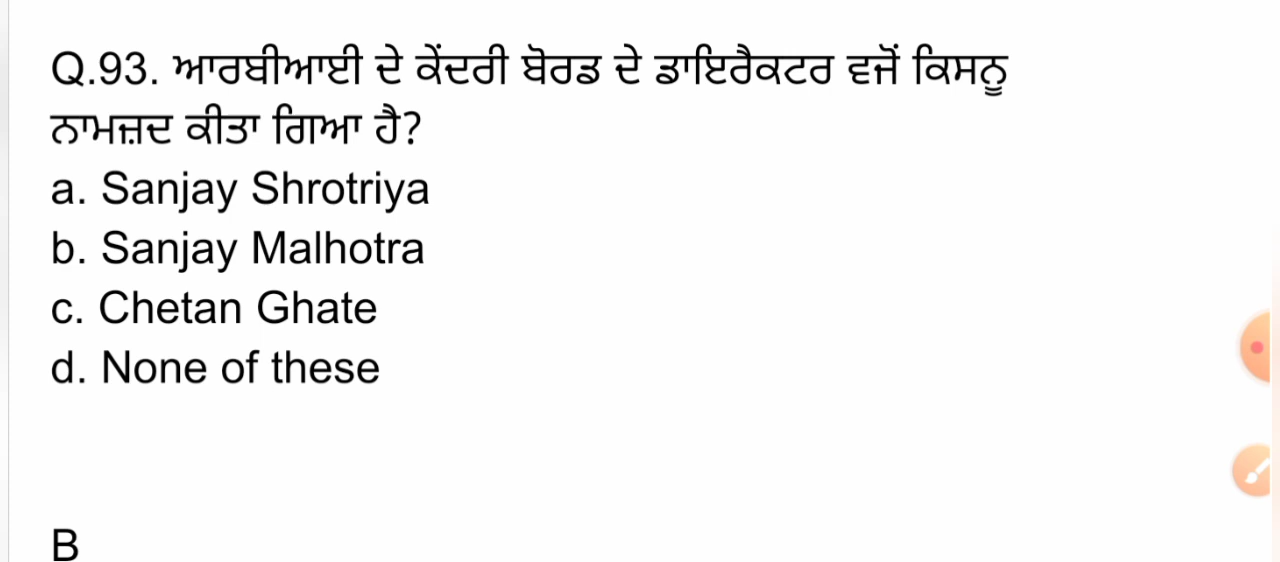 Q.93. ਆਰਬੀਆਈ ਦੇ ਕੇਂਦਰੀ ਬੋਰਡ ਦੇ ਡਾਇਰੈਕਟਰ ਵਜੋਂ ਕਿਸਨੂ
ਨਾਮਜ਼ਦ ਕੀਤਾ ਗਿਆ ਹੈ?
a. Sanjay Shrotriya
b. Sanjay Malhotra
c. Chetan Ghate
d. None of these
B